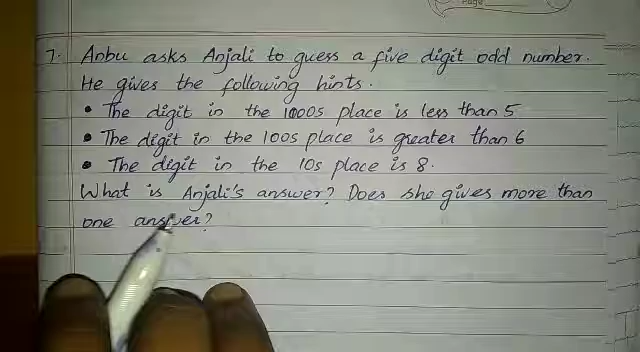 Page
7. Anbu asks Anjali to guess a five digit odd number.
He gives the following hints.
• The digit in the 1000s place is less than 5
• The digit in the 100s place is greater than 6
• The digit in the 10s place is 8.
What is Anjali's answer? Does she gives more than
one answer?